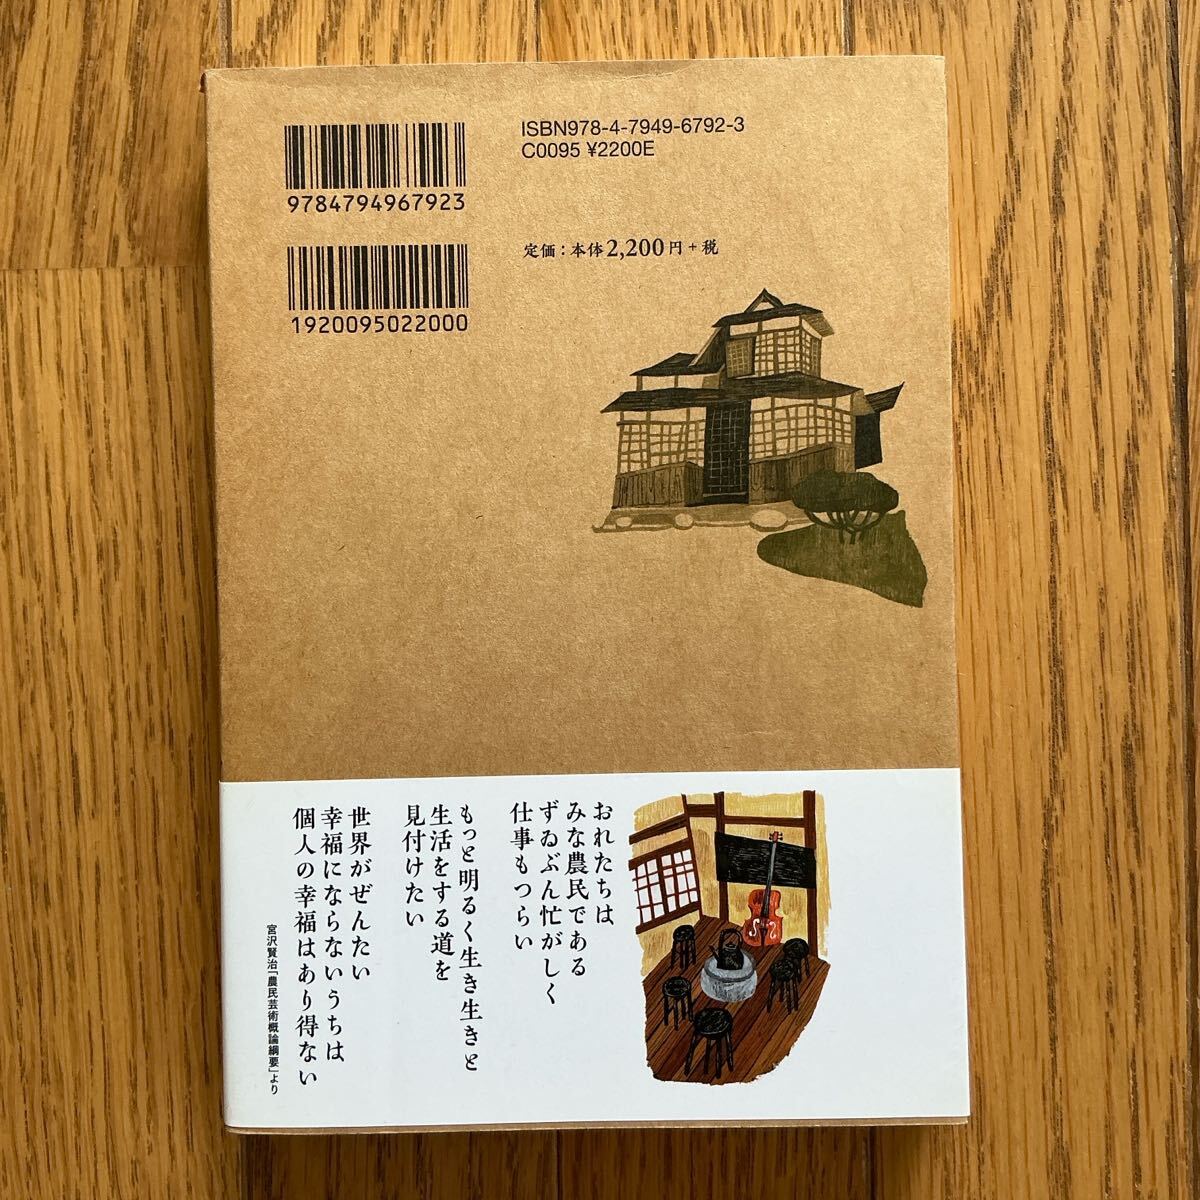 ISBN978-4-7949-6792-3
C0095 ¥2200E
9784794967923
定価：本体2,200円＋税
1920095022000
おれたちは
みな農民である
ずゐぶん忙がしく
仕事もつらい
もっと明るく生き生きと
生活をする道を
見付けたい
世界がぜんたい
幸福にならないうちは
個人の幸福はあり得ない
宮沢賢治「農民芸術概論綱要」より